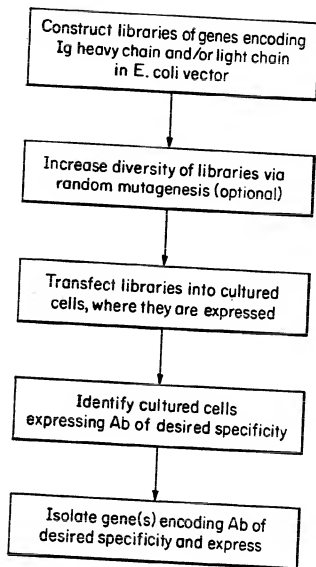 Construct libraries of genes encoding
Ig heavy chain and/or light chain
in E. coli vector
Increase diversity of libraries via
random mutagenesis (optional)
Transfect libraries into cultured
cells, where they are expressed
Identify cultured cells
expressing Ab of desired specificity
Isolate gene(s) encoding Ab of
desired specificity and express